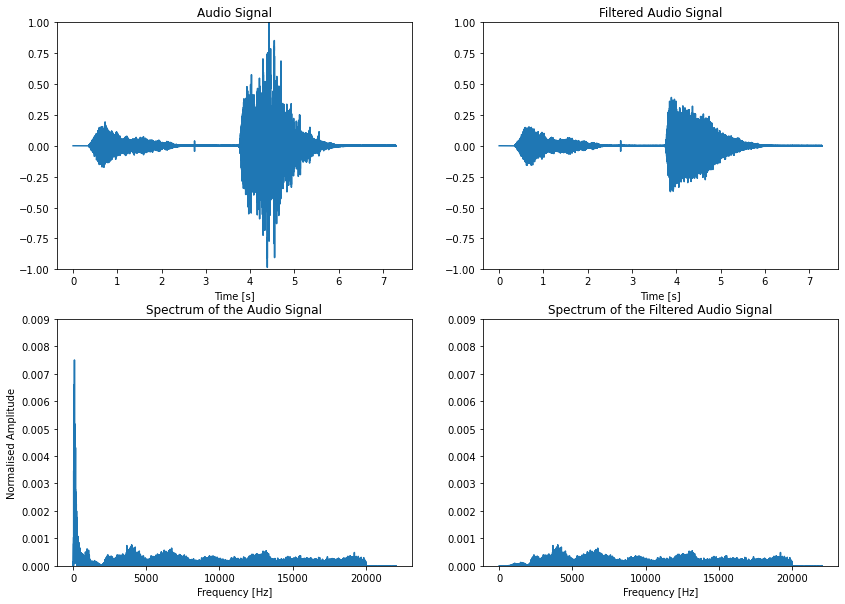 Audio Signal
1.00
0.75
0.50
0.25
0.00
−0.25
−0.50
−0.75
−1.00
0 1 2 3 4 5 6 7
Time [s]
Filtered Audio Signal
1.00
0.75
0.50
0.25
0.00
−0.25
−0.50
−0.75
−1.00
0 1 2 3 4 5 6 7
Time [s]
Spectrum of the Audio Signal
Normalised Amplitude
0.009
0.008
0.007
0.006
0.005
0.004
0.003
0.002
0.001
0.000
0 5000 10000 15000 20000
Frequency [Hz]
Spectrum of the Filtered Audio Signal
0.009
0.008
0.007
0.006
0.005
0.004
0.003
0.002
0.001
0.000
0 5000 10000 15000 20000
Frequency [Hz]